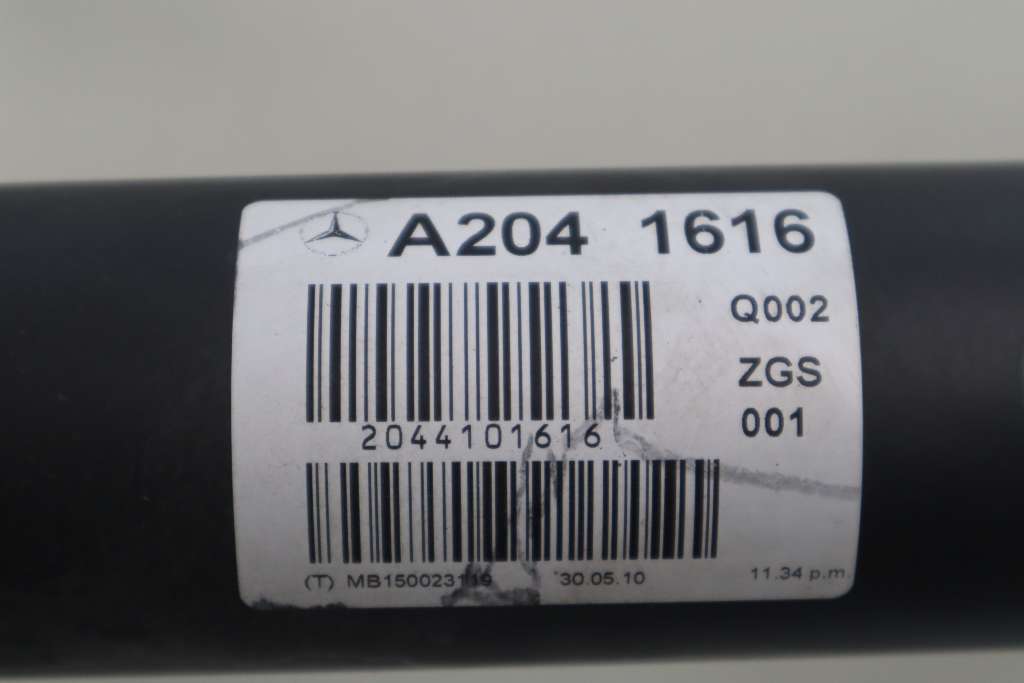 A204 1616
Q002
ZGS
001
2044101616
(T) MB150023119 30.05.10 11.34 p.m.